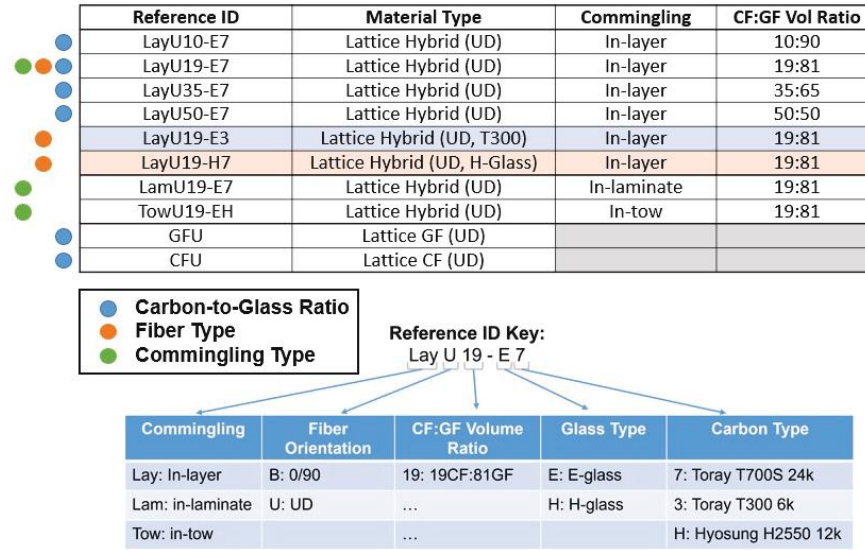 Reference ID Material Type Commingling CF:GF Vol Ratio
LayU10-E7 Lattice Hybrid (UD) In-layer 10:90
LayU19-E7 Lattice Hybrid (UD) In-layer 19:81
LayU35-E7 Lattice Hybrid (UD) In-layer 35:65
LayU50-E7 Lattice Hybrid (UD) In-layer 50:50
LayU19-E3 Lattice Hybrid (UD, T300) In-layer 19:81
LayU19-H7 Lattice Hybrid (UD, H-Glass) In-layer 19:81
LamU19-E7 Lattice Hybrid (UD) In-laminate 19:81
TowU19-EH Lattice Hybrid (UD) In-tow 19:81
GFU Lattice GF (UD)
CFU Lattice CF (UD)
Carbon-to-Glass Ratio
Fiber Type
Commingling Type
Reference ID Key:
Lay U 19 - E 7
Commingling Fiber Orientation CF:GF Volume Ratio Glass Type Carbon Type
Lay: In-layer B: 0/90 19: 19CF:81GF E: E-glass 7: Toray T700S 24k
Lam: in-laminate U: UD ... H: H-glass 3: Toray T300 6k
Tow: in-tow H: Hyosung H2550 12k